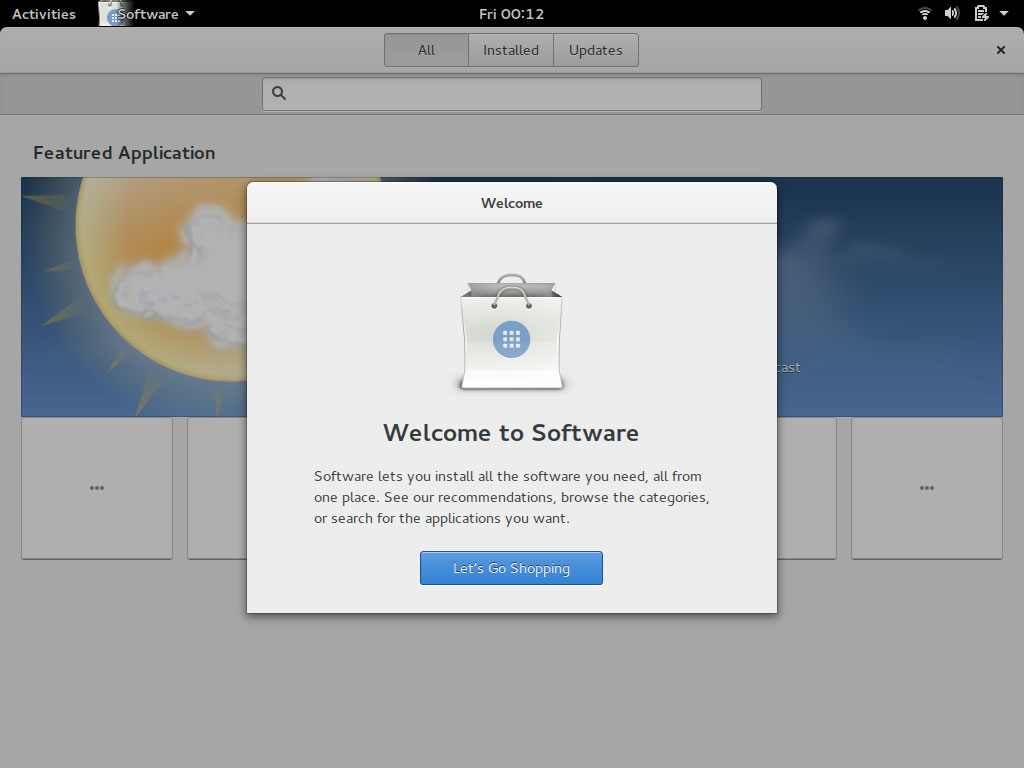 Activities
Software
Fri 00:12
All
Installed
Updates
Featured Application
Welcome
Welcome to Software
Software lets you install all the software you need, all from
one place. See our recommendations, browse the categories,
or search for the applications you want.
Let's Go Shopping